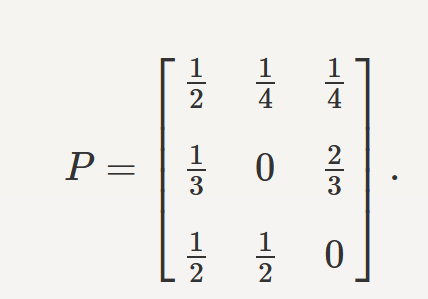 P = [ 1/2 1/4 1/4
1/3 0 2/3
1/2 1/2 0 ] .